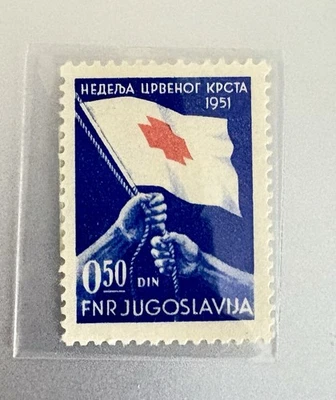 НЕДЕЉА ЦРВЕНОГ КРСТА
1951
0.50 DIN
FNR JUGOSLAVIJA